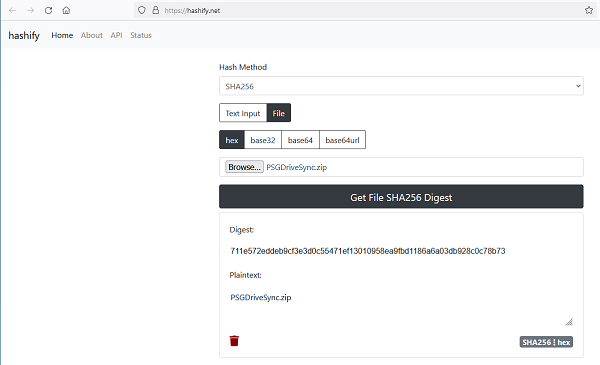 https://hashify.net
hashify Home About API Status
Hash Method
SHA256
Text Input File
hex base32 base64 base64url
Browse... PSGDriveSync.zip
Get File SHA256 Digest
Digest:
711e572eddeb9cf3e3d0c55471ef13010958ea9fbd1186a6a03db928c0c78b73
Plaintext:
PSGDriveSync.zip
SHA256 ⋮ hex